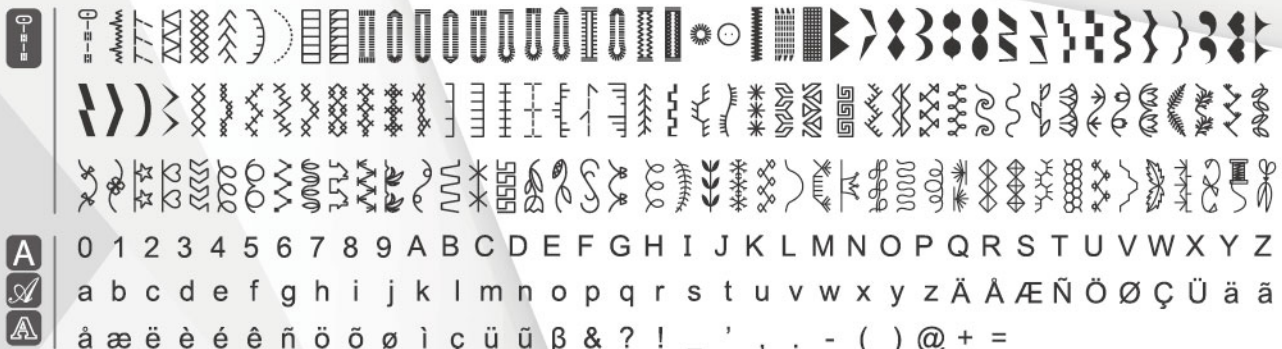 A 0 1 2 3 4 5 6 7 8 9 A B C D E F G H I J K L M N O P Q R S T U V W X Y Z
A a b c d e f g h i j k l m n o p q r s t u v w x y z Ä Å Æ Ñ Ö Ø Ç Ü ä ã
A å æ ë è é ê ñ ö õ ø ì ç ü ũ ß & ? ! _ ' , . - ( ) @ + =